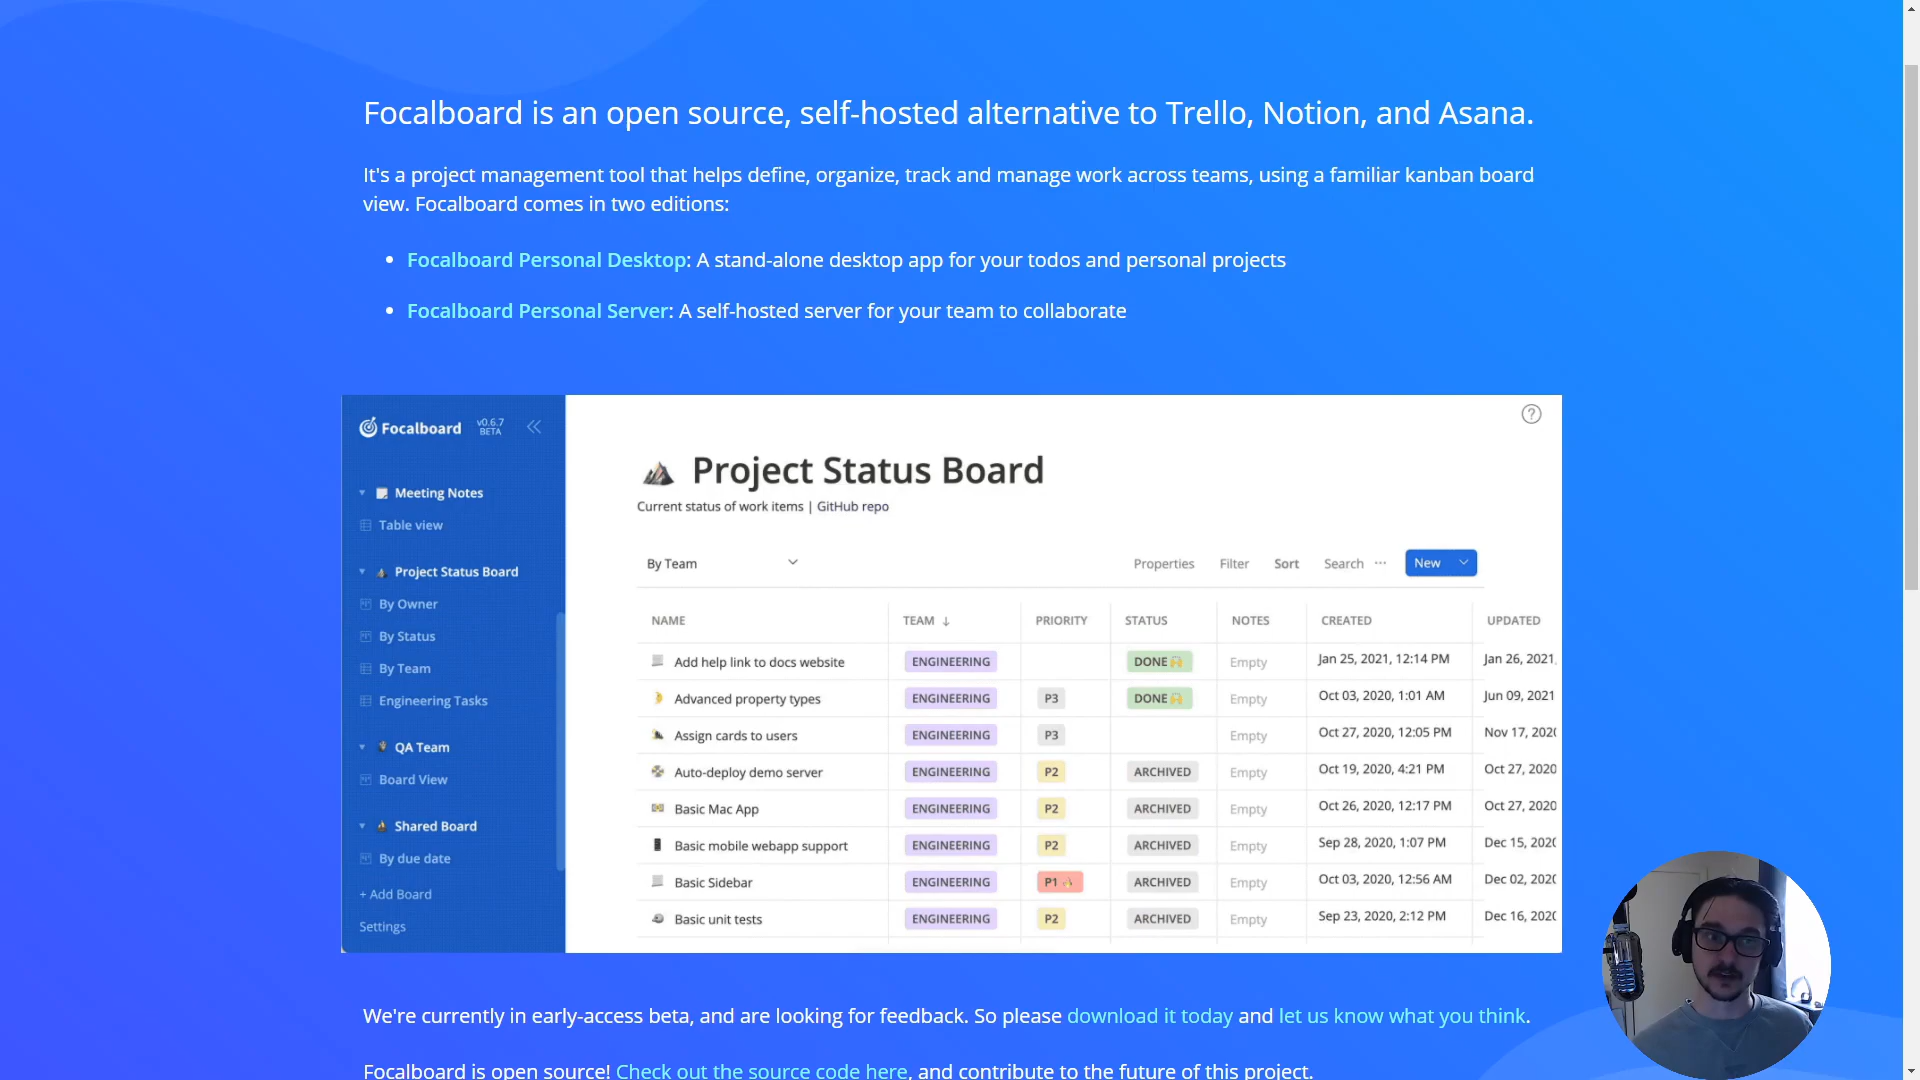 Focalboard is an open source, self-hosted alternative to Trello, Notion, and Asana.
It's a project management tool that helps define, organize, track and manage work across teams, using a familiar kanban board
view. Focalboard comes in two editions:
Focalboard Personal Desktop: A stand-alone desktop app for your todos and personal projects
Focalboard Personal Server: A self-hosted server for your team to collaborate
Focalboard
v0.6.7
BETA
Meeting Notes
Table view
Project Status Board
By Owner
By Status
By Team
Engineering Tasks
QA Team
Board View
Shared Board
By due date
+ Add Board
Settings
Project Status Board
Current status of work items | GitHub repo
By Team Properties Filter Sort Search ··· New
NAME TEAM ↓ PRIORITY STATUS NOTES CREATED UPDATED
Add help link to docs website ENGINEERING DONE Empty Jan 25, 2021, 12:14 PM Jan 26, 2021,
Advanced property types ENGINEERING P3 DONE Empty Oct 03, 2020, 1:01 AM Jun 09, 2021
Assign cards to users ENGINEERING P3 Empty Oct 27, 2020, 12:05 PM Nov 17, 2020
Auto-deploy demo server ENGINEERING P2 ARCHIVED Empty Oct 19, 2020, 4:21 PM Oct 27, 2020
Basic Mac App ENGINEERING P2 ARCHIVED Empty Oct 26, 2020, 12:17 PM Oct 27, 2020
Basic mobile webapp support ENGINEERING P2 ARCHIVED Empty Sep 28, 2020, 1:07 PM Dec 15, 2020
Basic Sidebar ENGINEERING P1 ARCHIVED Empty Oct 03, 2020, 12:56 AM Dec 02, 2020
Basic unit tests ENGINEERING P2 ARCHIVED Empty Sep 23, 2020, 2:12 PM Dec 16, 2020
We're currently in early-access beta, and are looking for feedback. So please download it today and let us know what you think.
Focalboard is open source! Check out the source code here, and contribute to the future of this project.